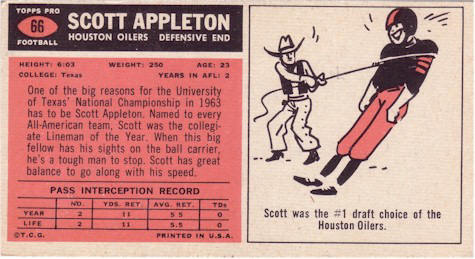 TOPPS PRO
66
FOOTBALL
SCOTT APPLETON
HOUSTON OILERS DEFENSIVE END
HEIGHT: 6:03 WEIGHT: 250 AGE: 23
COLLEGE: Texas YEARS IN AFL: 2
One of the big reasons for the University
of Texas' National Championship in 1963
has to be Scott Appleton. Named to every
All-American team, Scott was the collegi-
ate Lineman of the Year. When this big
fellow has his sights on the ball carrier,
he's a tough man to stop. Scott has great
balance to go along with his speed.
PASS INTERCEPTION RECORD
NO. YDS. RET. AVG. RET. TDs
YEAR 2 11 5.5 0
LIFE 2 11 5.5 0
©T.C.G. PRINTED IN U.S.A.
Scott was the #1 draft choice of the
Houston Oilers.